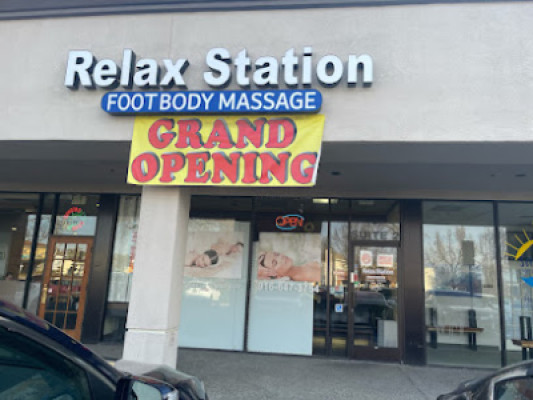 Relax Station
FOOT BODY MASSAGE
GRAND
OPENING
OPEN